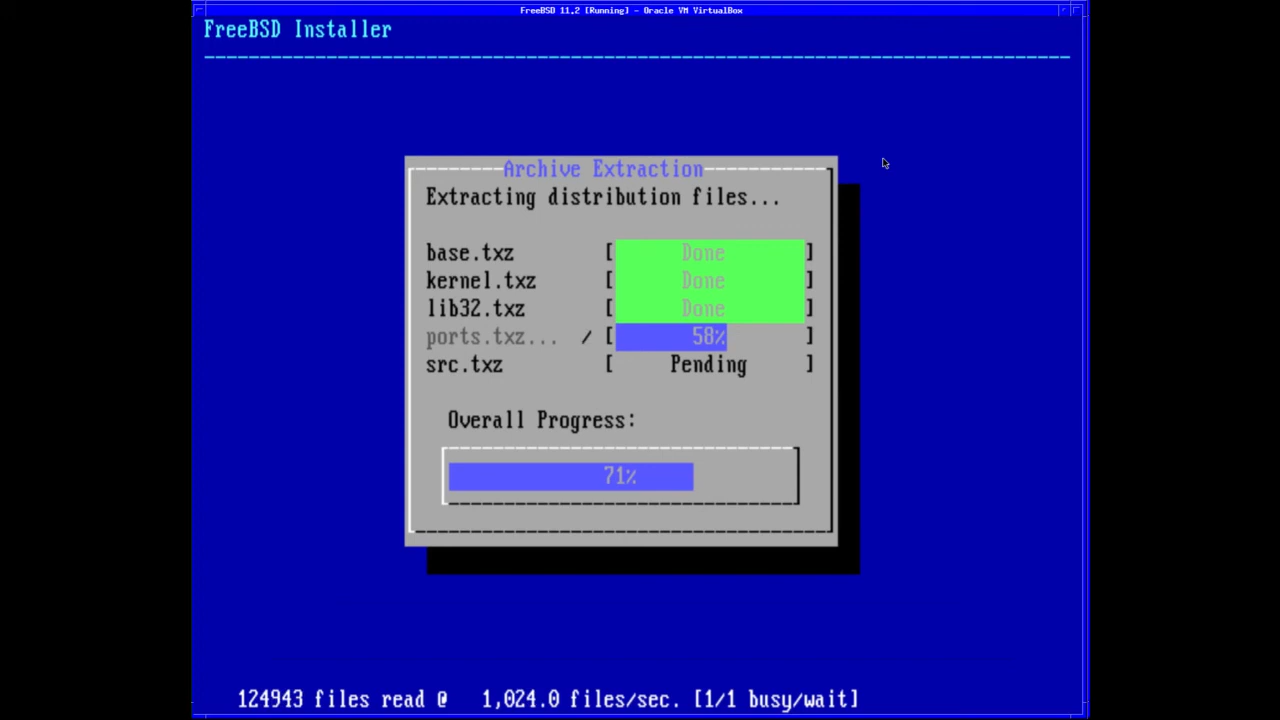 FreeBSD 11.2 [Running] - Oracle VM VirtualBox
FreeBSD Installer
Archive Extraction
Extracting distribution files...
base.txz [ Done ]
kernel.txz [ Done ]
lib32.txz [ Done ]
ports.txz... / [ 58% ]
src.txz [ Pending ]
Overall Progress:
71%
124943 files read @ 1,024.0 files/sec. [1/1 busy/wait]